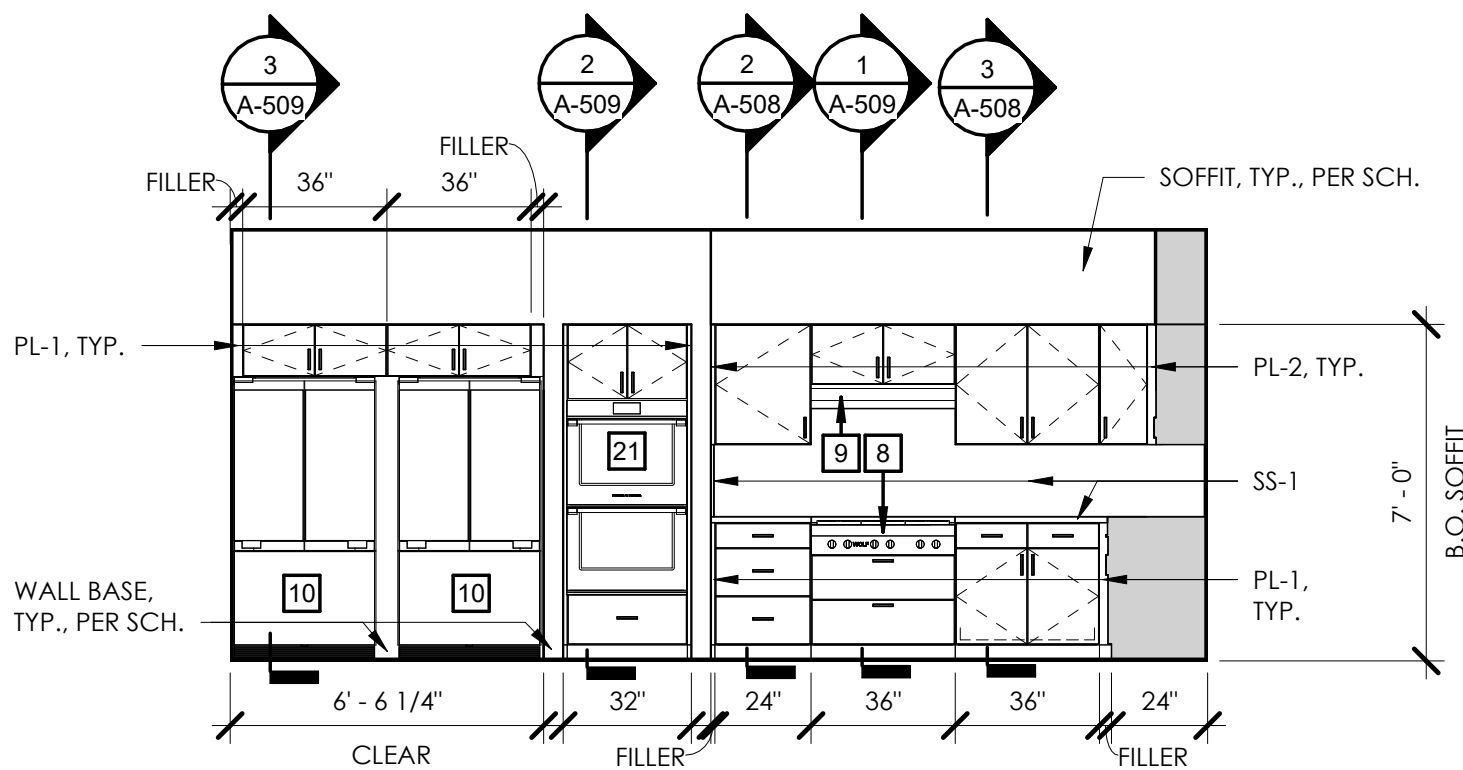 3
A-509
2
A-509
2
A-508
1
A-509
3
A-508
FILLER
FILLER
36"
36"
SOFFIT, TYP., PER SCH.
PL-1, TYP.
PL-2, TYP.
9
8
21
SS-1
7' - 0"
B.O. SOFFIT
WOLF
10
10
WALL BASE,
TYP., PER SCH.
PL-1,
TYP.
6' - 6 1/4"
32"
24"
36"
36"
24"
CLEAR
FILLER
FILLER